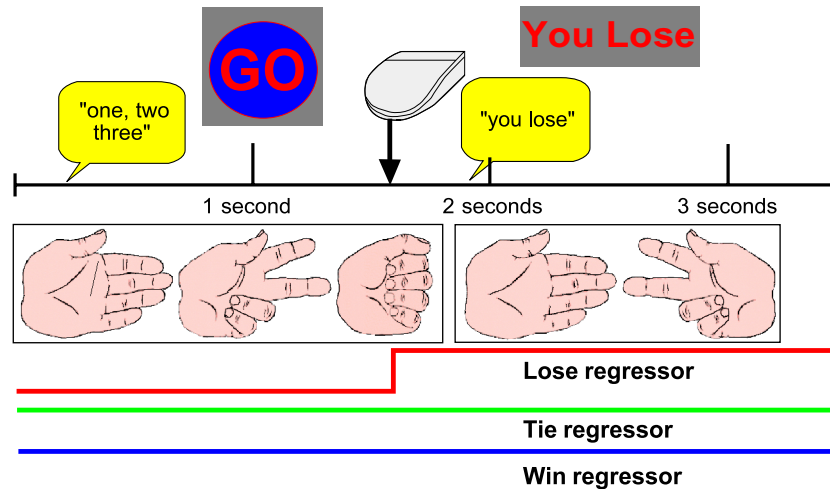 GO
You Lose
"one, two
three"
"you lose"
1 second
2 seconds
3 seconds
Lose regressor
Tie regressor
Win regressor